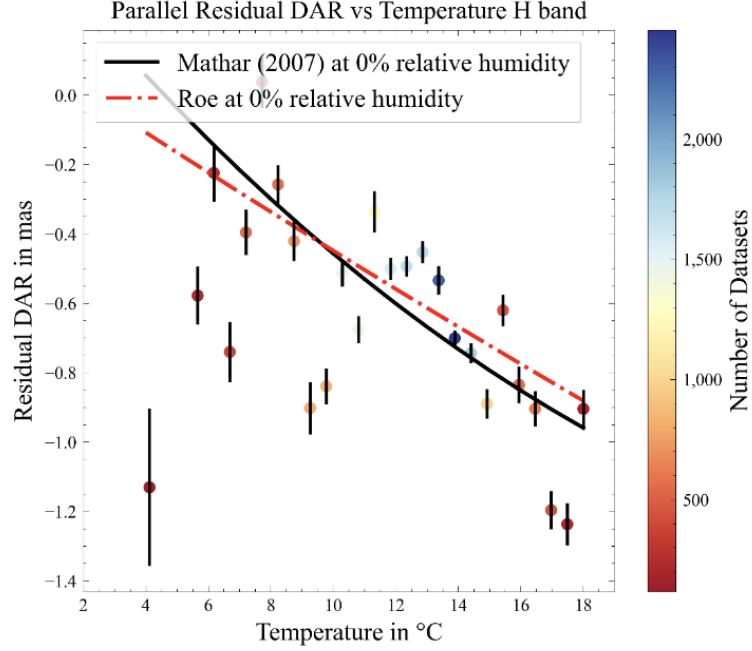 Parallel Residual DAR vs Temperature H band
Mathar (2007) at 0% relative humidity
Roe at 0% relative humidity
0.0
−0.2
−0.4
−0.6
−0.8
−1.0
−1.2
−1.4
Residual DAR in mas
2 4 6 8 10 12 14 16 18
Temperature in °C
2,000
1,500
1,000
500
Number of Datasets